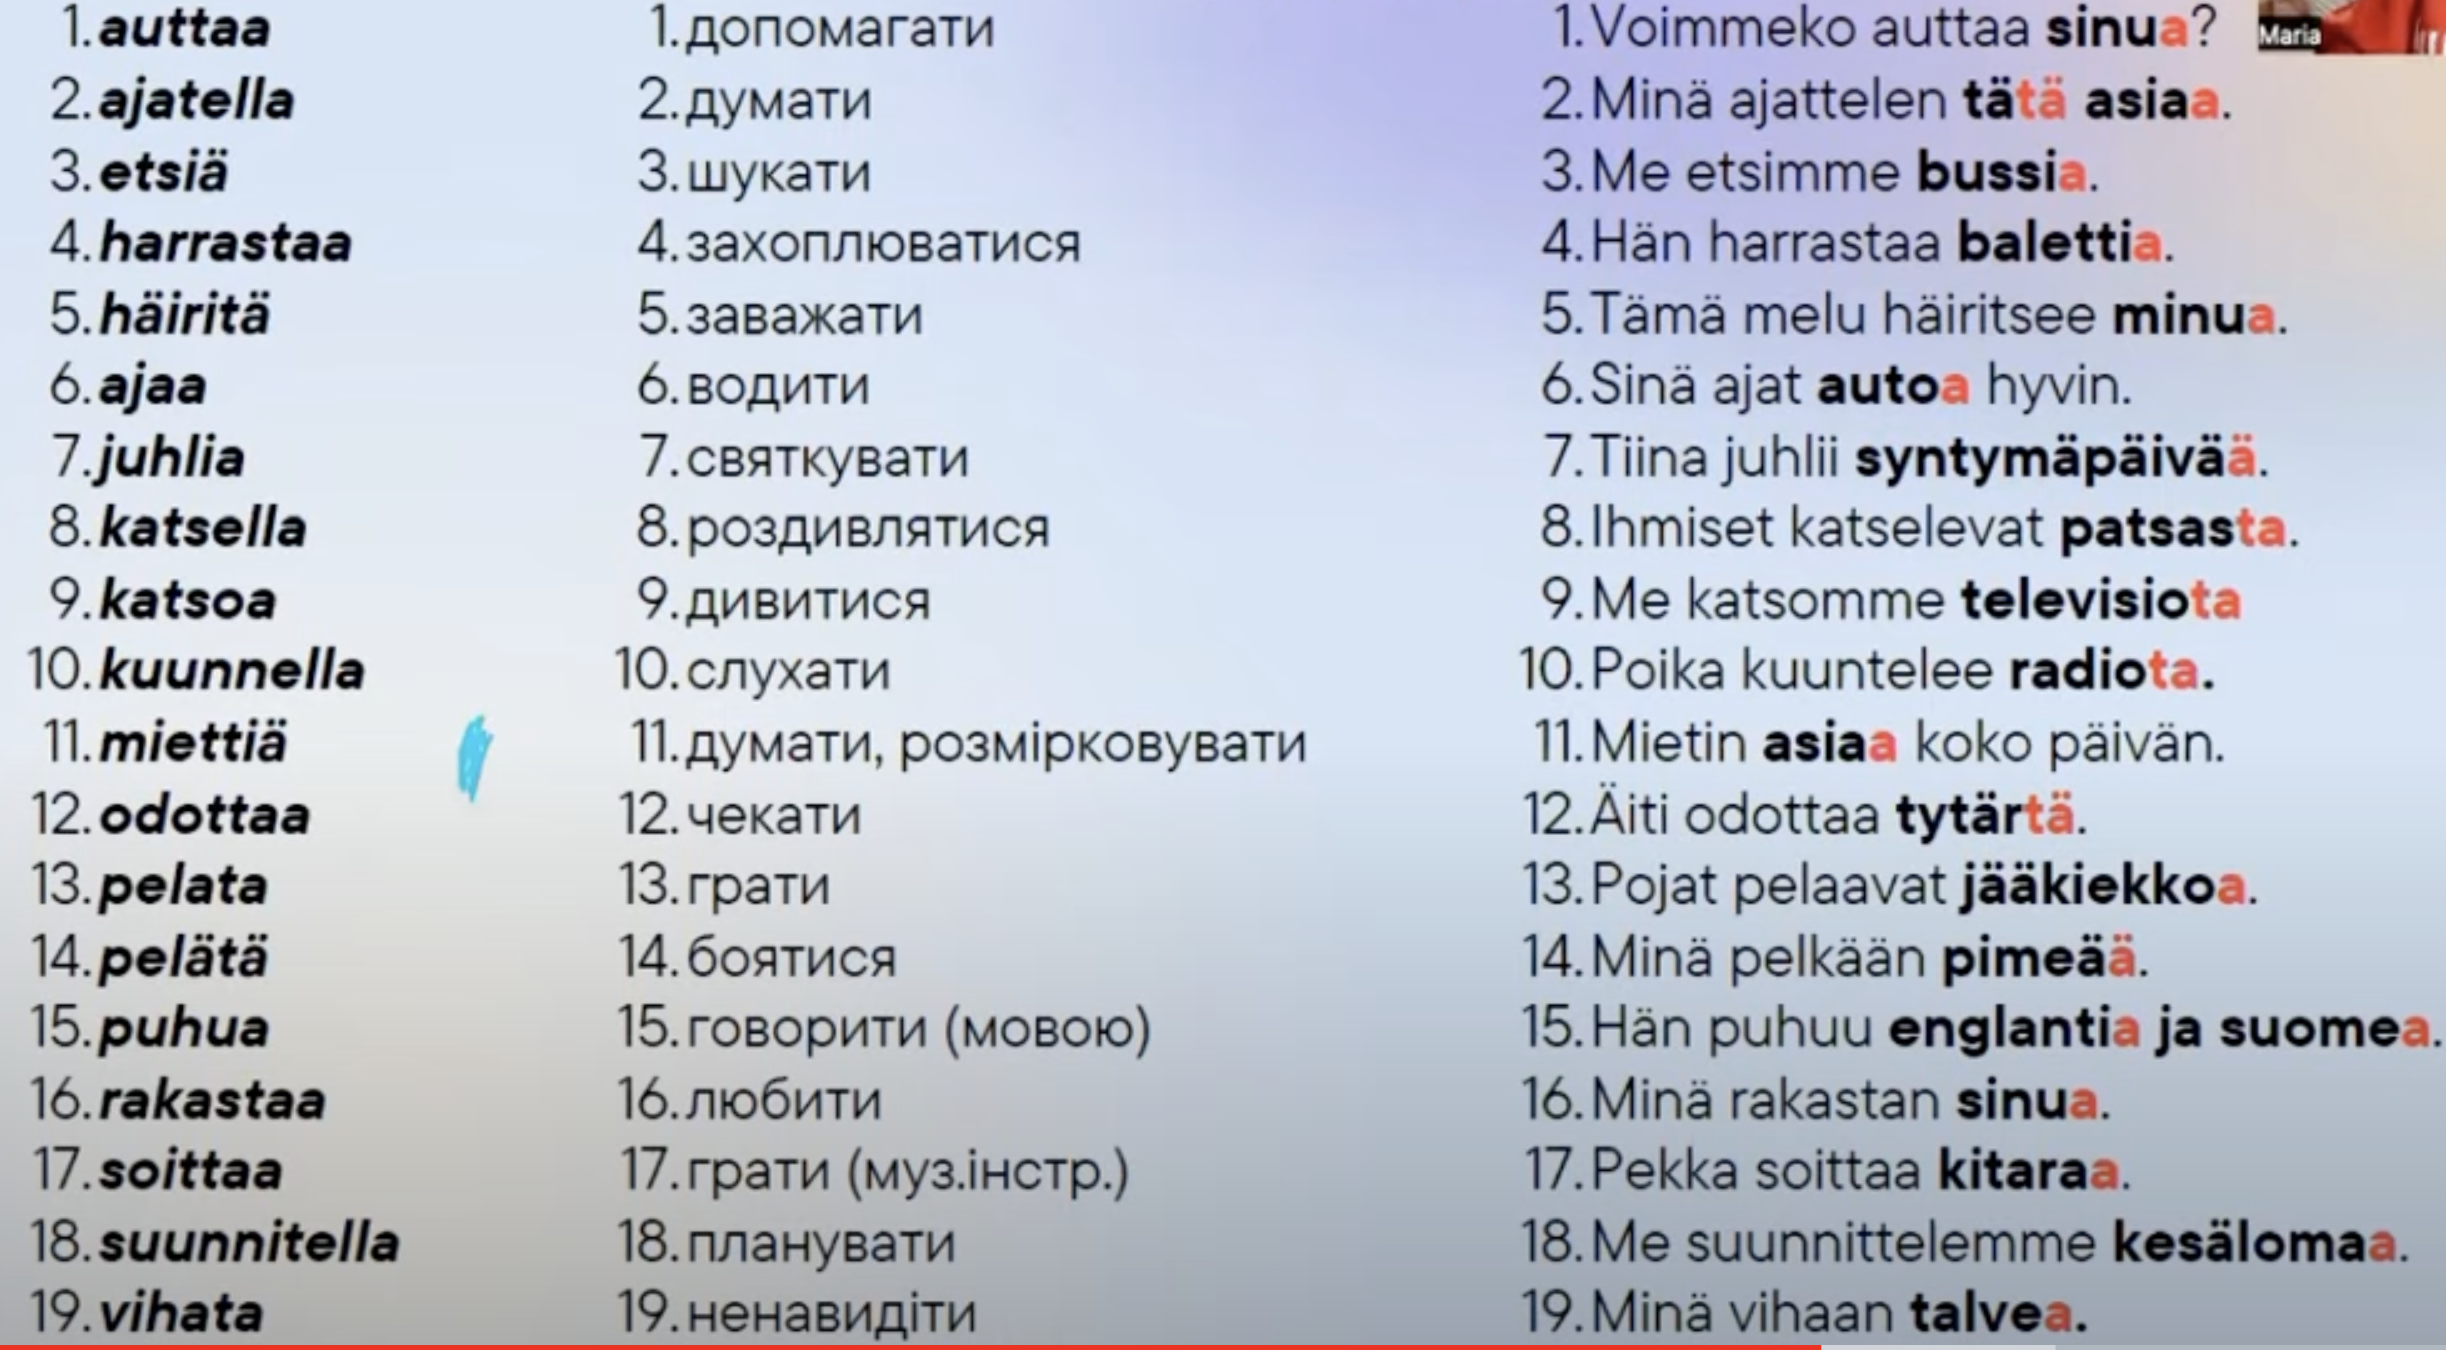 1. auttaa
2. ajatella
3. etsiä
4. harrastaa
5. häiritä
6. ajaa
7. juhlia
8. katsella
9. katsoa
10. kuunnella
11. miettiä
12. odottaa
13. pelata
14. pelätä
15. puhua
16. rakastaa
17. soittaa
18. suunnitella
19. vihata
1. допомагати
2. думати
3. шукати
4. захоплюватися
5. заважати
6. водити
7. святкувати
8. роздивлятися
9. дивитися
10. слухати
11. думати, розмірковувати
12. чекати
13. грати
14. боятися
15. говорити (мовою)
16. любити
17. грати (муз.інстр.)
18. планувати
19. ненавидіти
1. Voimmeko auttaa sinua?
2. Minä ajattelen tätä asiaa.
3. Me etsimme bussia.
4. Hän harrastaa balettia.
5. Tämä melu häiritsee minua.
6. Sinä ajat autoa hyvin.
7. Tiina juhlii syntymäpäivää.
8. Ihmiset katselevat patsasta.
9. Me katsomme televisiota
10. Poika kuuntelee radiota.
11. Mietin asiaa koko päivän.
12. Äiti odottaa tytärtä.
13. Pojat pelaavat jääkiekkoa.
14. Minä pelkään pimeää.
15. Hän puhuu englantia ja suomea.
16. Minä rakastan sinua.
17. Pekka soittaa kitaraa.
18. Me suunnittelemme kesälomaa.
19. Minä vihaan talvea.
Maria